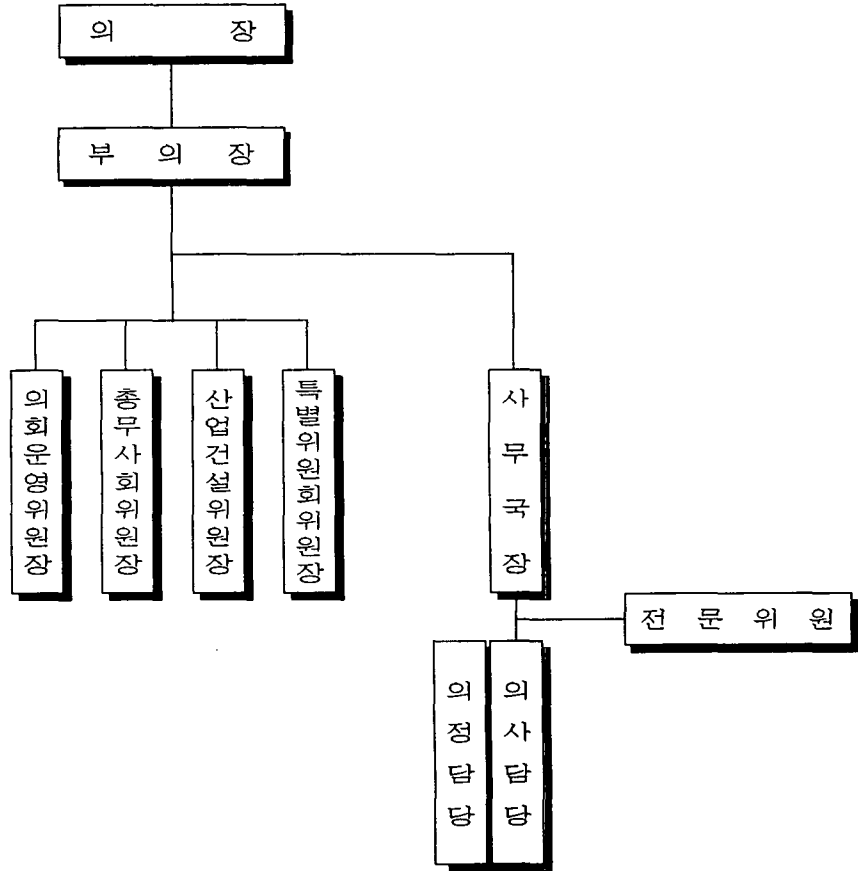 의 장
부 의 장
의회운영위원장
총무사회위원장
산업건설위원장
특별위원회위원장
사무국장
전 문 위 원
의정담당
의사담당